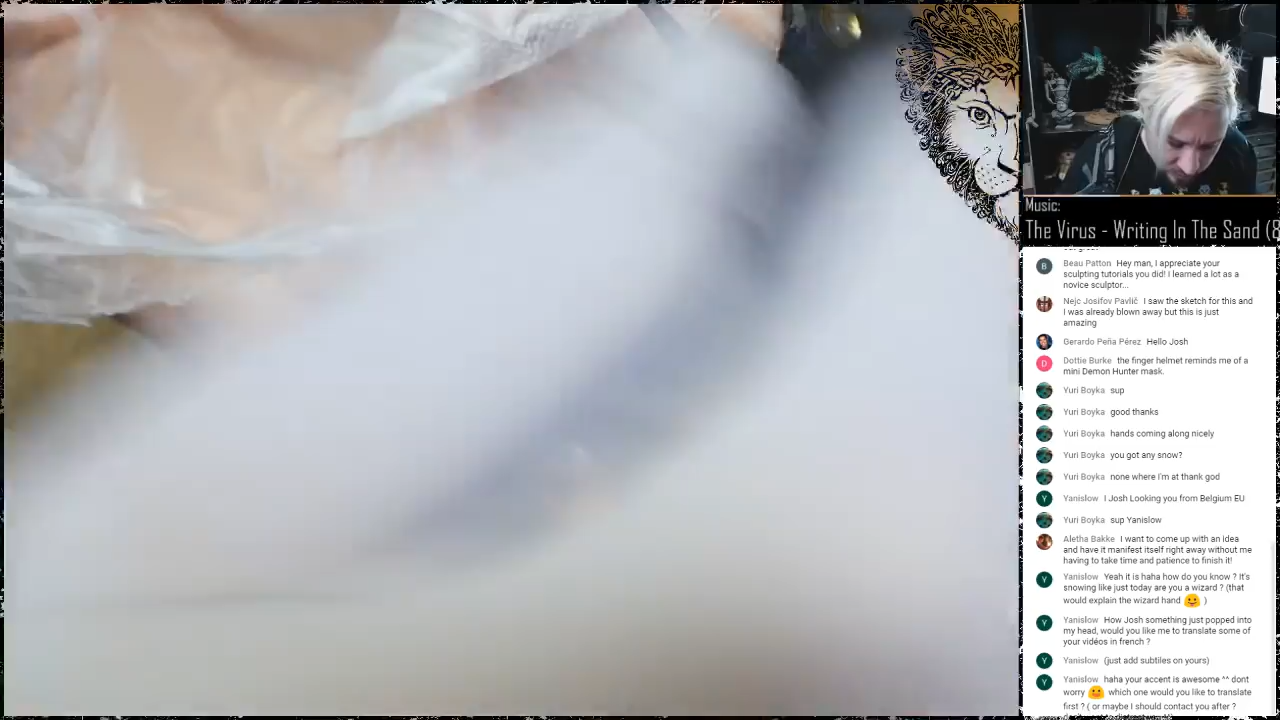 Music:
The Virus - Writing In The Sand (8
Beau Patton Hey man, I appreciate your
sculpting tutorials you did! I learned a lot as a
novice sculptor...
Nejc Josifov Pavlič I saw the sketch for this and
I was already blown away but this is just
amazing
Gerardo Peña Pérez Hello Josh
D Dottie Burke the finger helmet reminds me of a
mini Demon Hunter mask.
Yuri Boyka sup
Yuri Boyka good thanks
Yuri Boyka hands coming along nicely
Yuri Boyka you got any snow?
Yuri Boyka none where I'm at thank god
Y Yanislow I Josh Looking you from Belgium EU
Yuri Boyka sup Yanislow
Aletha Bakke I want to come up with an idea
and have it manifest itself right away without me
having to take time and patience to finish it!
Y Yanislow Yeah it is haha how do you know ? It's
snowing like just today are you a wizard ? (that
would explain the wizard hand 🙂 )
Y Yanislow How Josh something just popped into
my head, would you like me to translate some of
your vidéos in french ?
Y Yanislow (just add subtiles on yours)
Y Yanislow haha your accent is awesome ^^ dont
worry 🙂 which one would you like to translate
first ? ( or maybe I should contact you after ?